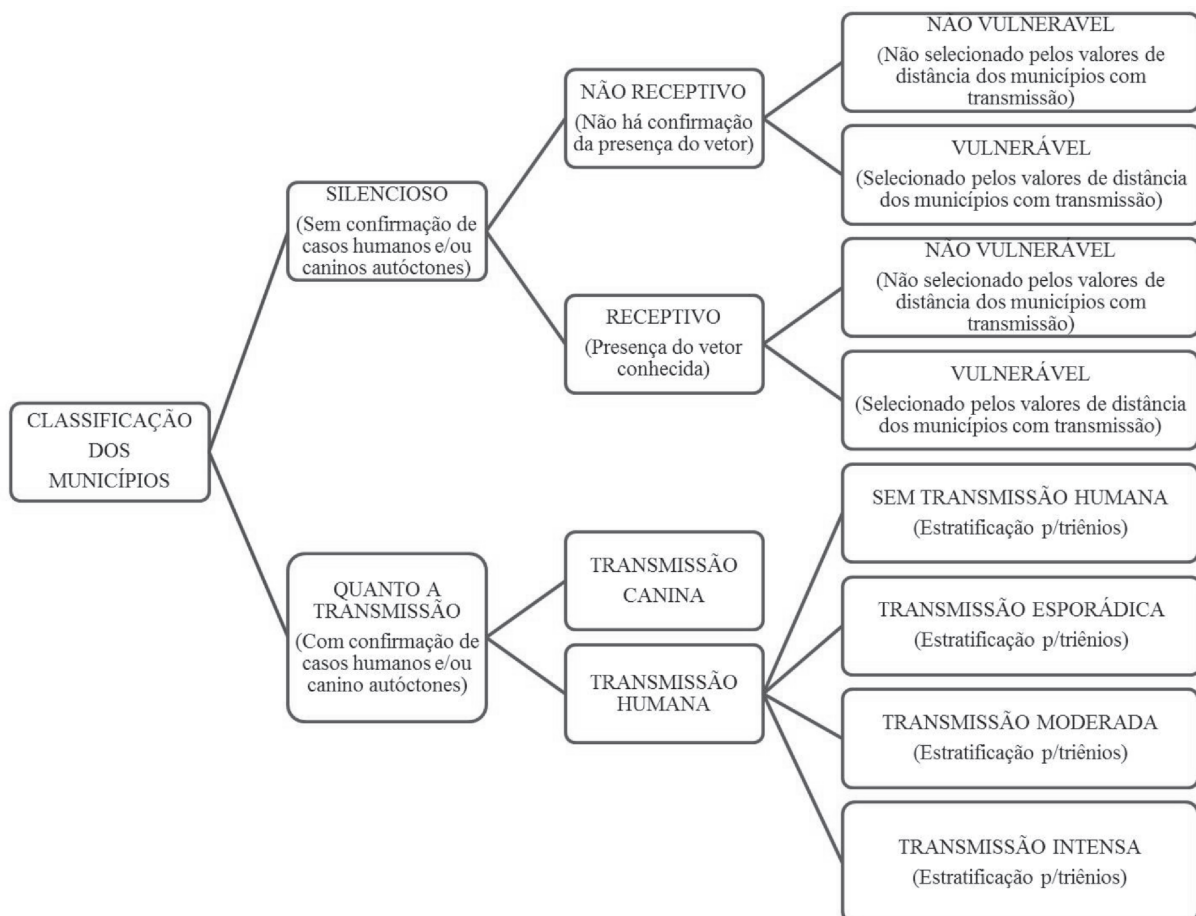 CLASSIFICAÇÃO
DOS
MUNICÍPIOS
SILENCIOSO
(Sem confirmação de
casos humanos e/ou
caninos autóctones)
NÃO RECEPTIVO
(Não há confirmação
da presença do vetor)
NÃO VULNERAVEL
(Não selecionado pelos valores de
distância dos municípios com
transmissão)
VULNERÁVEL
(Selecionado pelos valores de distância
dos municípios com transmissão)
RECEPTIVO
(Presença do vetor
conhecida)
NÃO VULNERÁVEL
(Não selecionado pelos valores de
distância dos municípios com
transmissão)
VULNERÁVEL
(Selecionado pelos valores de distância
dos municípios com transmissão)
QUANTO A
TRANSMISSÃO
(Com confirmação de
casos humanos e/ou
canino autóctones)
TRANSMISSÃO
CANINA
TRANSMISSÃO
HUMANA
SEM TRANSMISSÃO HUMANA
(Estratificação p/triênios)
TRANSMISSÃO ESPORÁDICA
(Estratificação p/triênios)
TRANSMISSÃO MODERADA
(Estratificação p/triênios)
TRANSMISSÃO INTENSA
(Estratificação p/triênios)